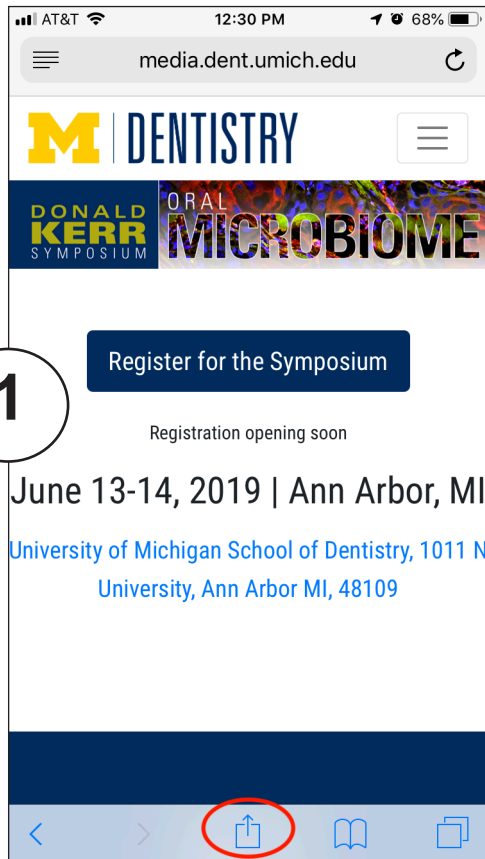 AT&T 12:30 PM 68%
media.dent.umich.edu
M DENTISTRY
DONALD KERR SYMPOSIUM
ORAL MICROBIOME
Register for the Symposium
1
Registration opening soon
June 13-14, 2019 | Ann Arbor, MI
University of Michigan School of Dentistry, 1011 N
University, Ann Arbor MI, 48109